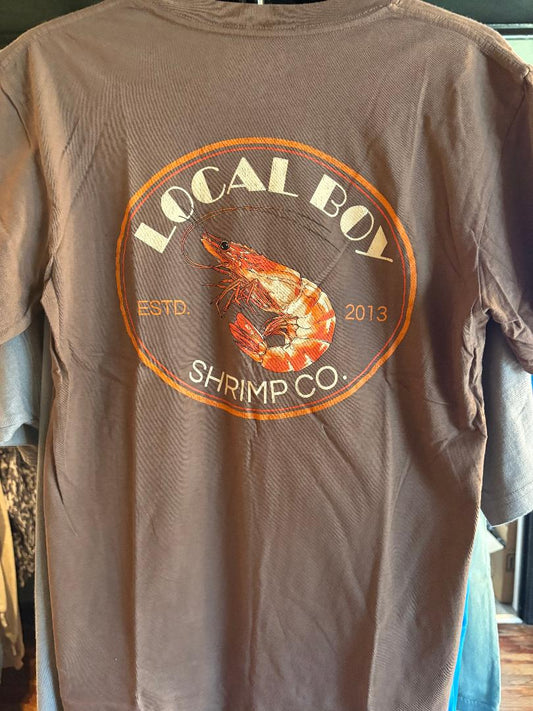 LOCAL BOY
ESTD. 2013
SHRIMP CO.